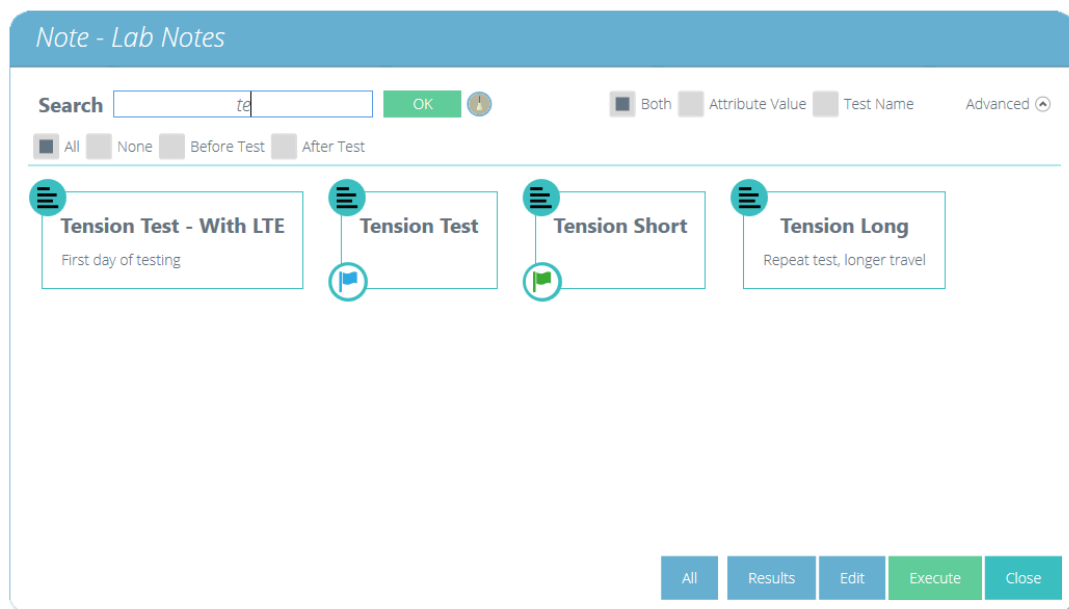 Note - Lab Notes
Search te OK Both Attribute Value Test Name Advanced
All None Before Test After Test
Tension Test - With LTE
First day of testing
Tension Test
Tension Short
Tension Long
Repeat test, longer travel
All Results Edit Execute Close